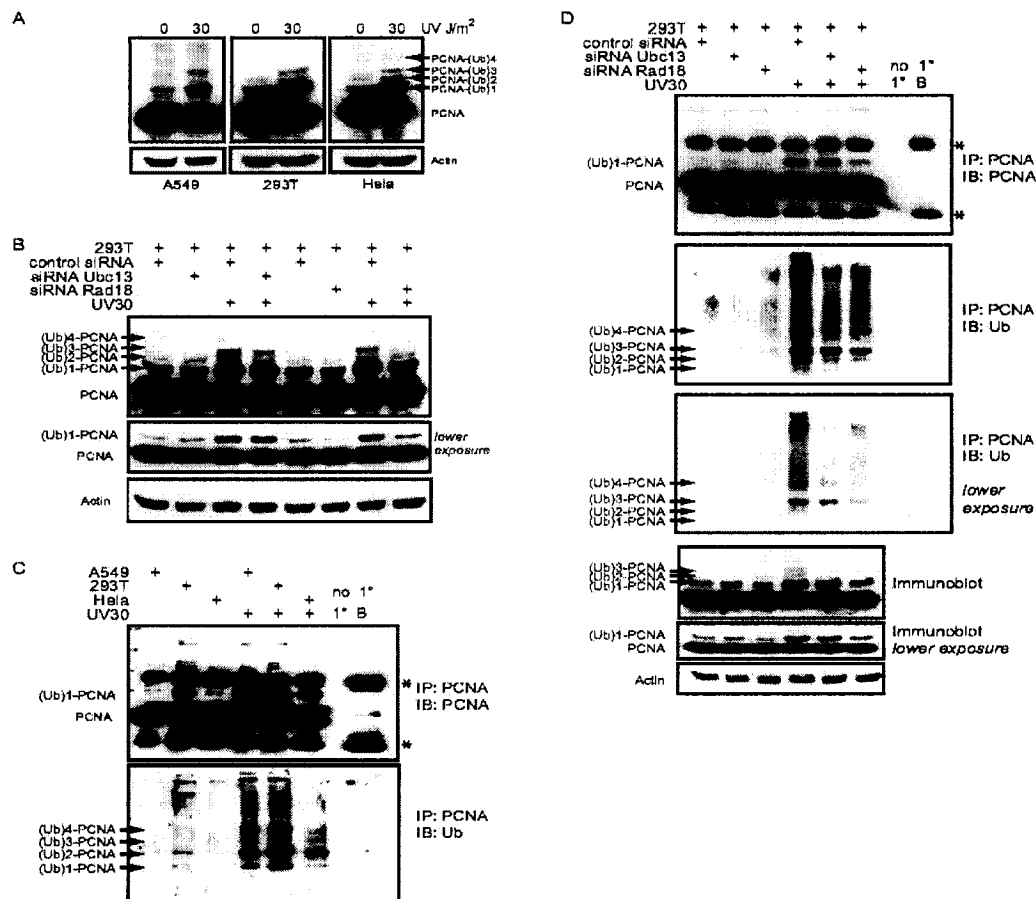 A
0 30 0 30 0 30 UV J/m²
PCNA-(Ub)4
PCNA-(Ub)3
PCNA-(Ub)2
PCNA-(Ub)1
PCNA
Actin
A549 293T Hela
B
293T + + + + + + + +
control siRNA + + + +
siRNA Ubc13 + +
siRNA Rad18 + +
UV30 + + + +
(Ub)4-PCNA
(Ub)3-PCNA
(Ub)2-PCNA
(Ub)1-PCNA
PCNA
(Ub)1-PCNA
PCNA
lower
exposure
Actin
C
A549 + +
293T + +
Hela + + no 1°
UV30 + + + 1° B
(Ub)1-PCNA
PCNA
*
IP: PCNA
IB: PCNA
*
(Ub)4-PCNA
(Ub)3-PCNA
(Ub)2-PCNA
(Ub)1-PCNA
IP: PCNA
IB: Ub
D
293T + + + + + +
control siRNA + +
siRNA Ubc13 + +
siRNA Rad18 + + no 1°
UV30 + + + 1° B
(Ub)1-PCNA
PCNA
*
IP: PCNA
IB: PCNA
*
(Ub)4-PCNA
(Ub)3-PCNA
(Ub)2-PCNA
(Ub)1-PCNA
IP: PCNA
IB: Ub
(Ub)4-PCNA
(Ub)3-PCNA
(Ub)2-PCNA
(Ub)1-PCNA
IP: PCNA
IB: Ub
lower
exposure
(Ub)3-PCNA
(Ub)2-PCNA
(Ub)1-PCNA
Immunoblot
(Ub)1-PCNA
PCNA
Immunoblot
lower exposure
Actin